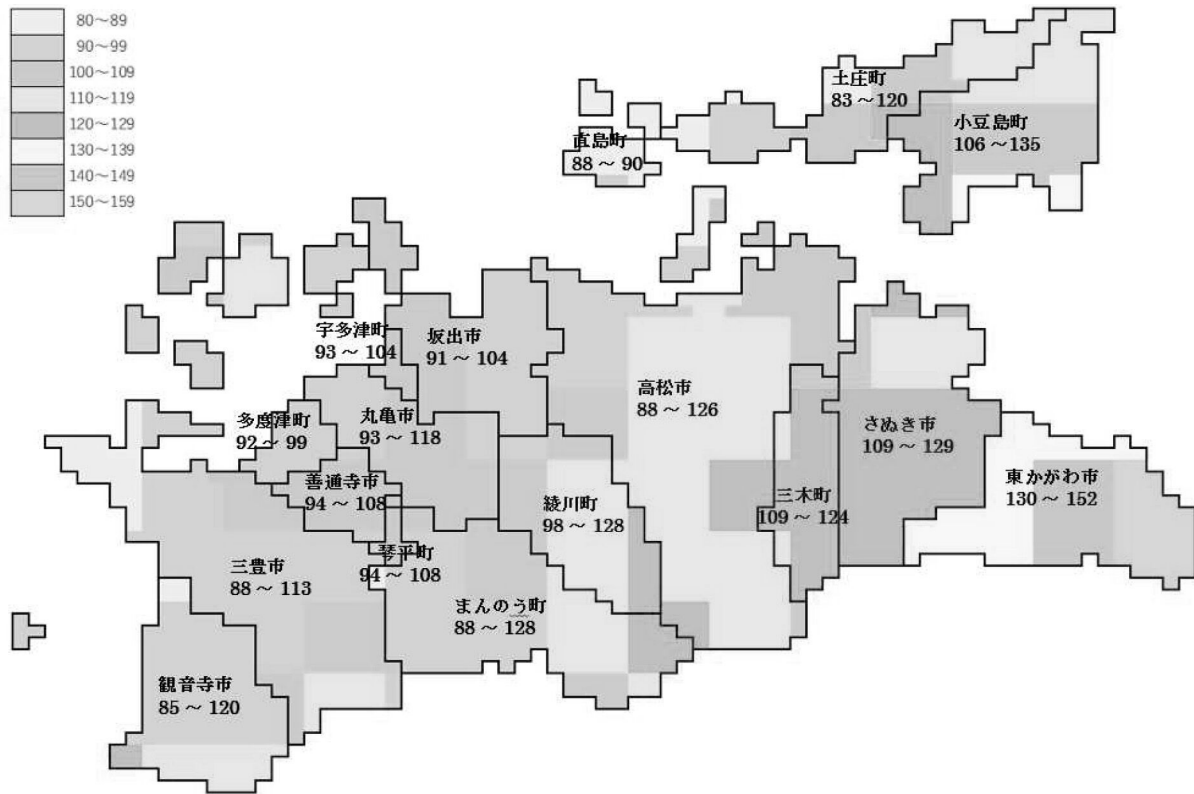 80～89
90～99
100～109
110～119
120～129
130～139
140～149
150～159
土庄町
83～120
小豆島町
106～135
直島町
88～90
宇多津町
93～104
坂出市
91～104
高松市
88～126
多度津町
92～99
丸亀市
93～118
さぬき市
109～129
善通寺市
94～108
綾川町
98～128
三木町
109～124
東かがわ市
130～152
三豊市
88～113
琴平町
94～108
まんのう町
88～128
観音寺市
85～120